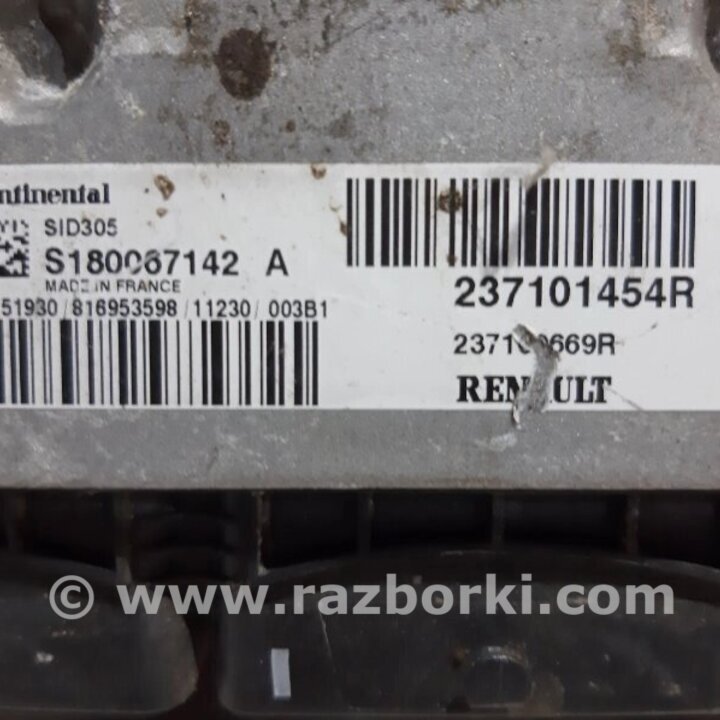 ntinental
SID305
S180067142 A
MADE IN FRANCE
51930/816953598/11230/003B1
237101454R
RENAULT
© www.razborki.com